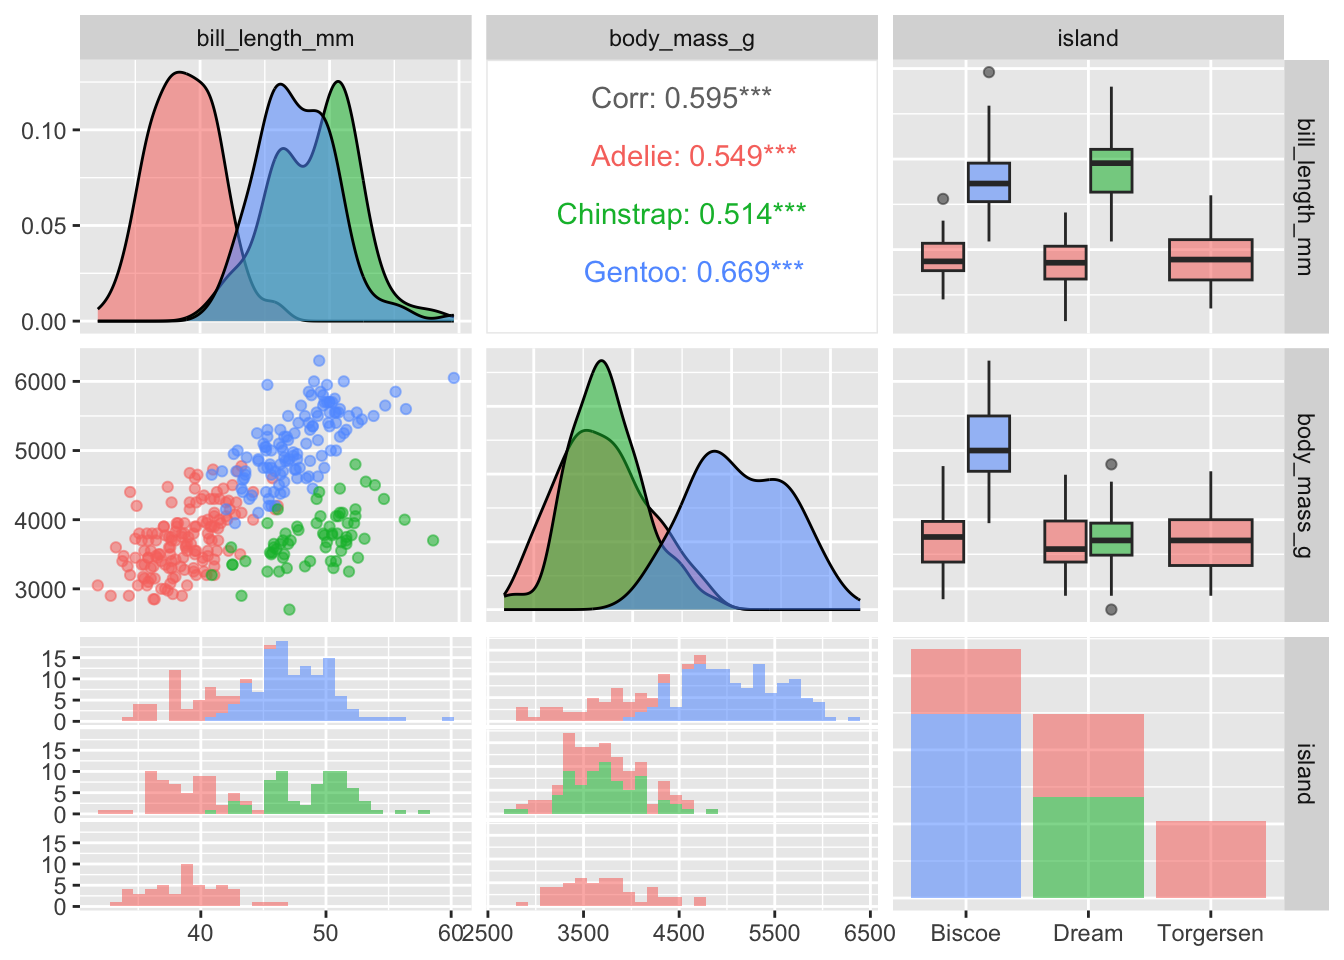 bill_length_mm
body_mass_g
island
0.10
0.05
0.00
Corr: 0.595***
Adelie: 0.549***
Chinstrap: 0.514***
Gentoo: 0.669***
bill_length_mm
6000
5000
4000
3000
body_mass_g
15
10
5
0
15
10
5
0
15
10
5
0
island
40 50 60
2500 3500 4500 5500 6500
Biscoe Dream Torgersen